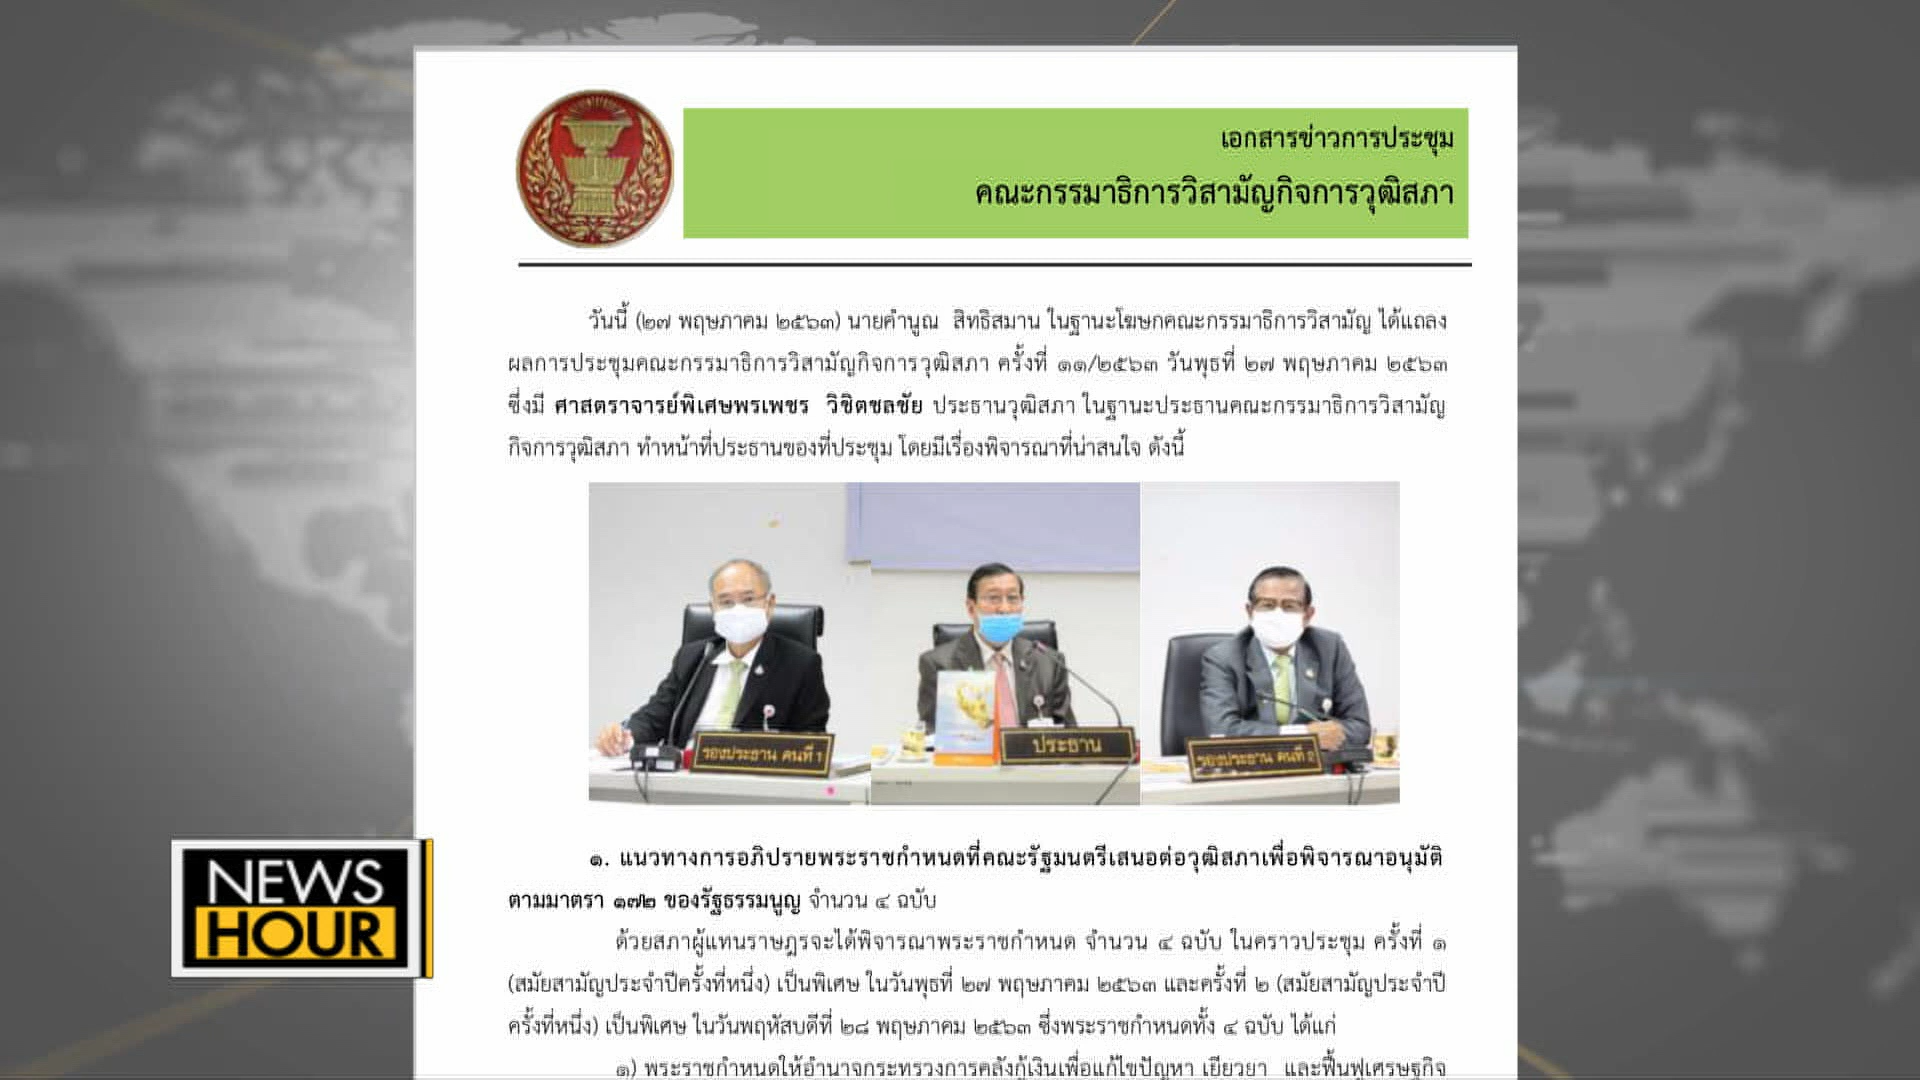 เอกสารข่าวการประชุม
คณะกรรมาธิการวิสามัญกิจการวุฒิสภา
วันนี้ (๒๗ พฤษภาคม ๒๕๖๓) นายคำนูณ สิทธิสมาน ในฐานะโฆษกคณะกรรมาธิการวิสามัญ ได้แถลง
ผลการประชุมคณะกรรมาธิการวิสามัญกิจการวุฒิสภา ครั้งที่ ๑๑/๒๕๖๓ วันพุธที่ ๒๗ พฤษภาคม ๒๕๖๓
ซึ่งมี ศาสตราจารย์พิเศษพรเพชร วิชิตชลชัย ประธานวุฒิสภา ในฐานะประธานคณะกรรมาธิการวิสามัญ
กิจการวุฒิสภา ทำหน้าที่ประธานของที่ประชุม โดยมีเรื่องพิจารณาที่น่าสนใจ ดังนี้
รองประธาน คนที่ 1
ประธาน
รองประธาน คนที่ 2
๑. แนวทางการอภิปรายพระราชกำหนดที่คณะรัฐมนตรีเสนอต่อวุฒิสภาเพื่อพิจารณาอนุมัติ
ตามมาตรา ๑๗๒ ของรัฐธรรมนูญ จำนวน ๔ ฉบับ
ด้วยสภาผู้แทนราษฎรจะได้พิจารณาพระราชกำหนด จำนวน ๔ ฉบับ ในคราวประชุม ครั้งที่ ๑
(สมัยสามัญประจำปีครั้งที่หนึ่ง) เป็นพิเศษ ในวันพุธที่ ๒๗ พฤษภาคม ๒๕๖๓ และครั้งที่ ๒ (สมัยสามัญประจำปี
ครั้งที่หนึ่ง) เป็นพิเศษ ในวันพฤหัสบดีที่ ๒๘ พฤษภาคม ๒๕๖๓ ซึ่งพระราชกำหนดทั้ง ๔ ฉบับ ได้แก่
๑) พระราชกำหนดให้อำนาจกระทรวงการคลังกู้เงินเพื่อแก้ไขปัญหา เยียวยา และฟื้นฟูเศรษฐกิจ
NEWS
HOUR